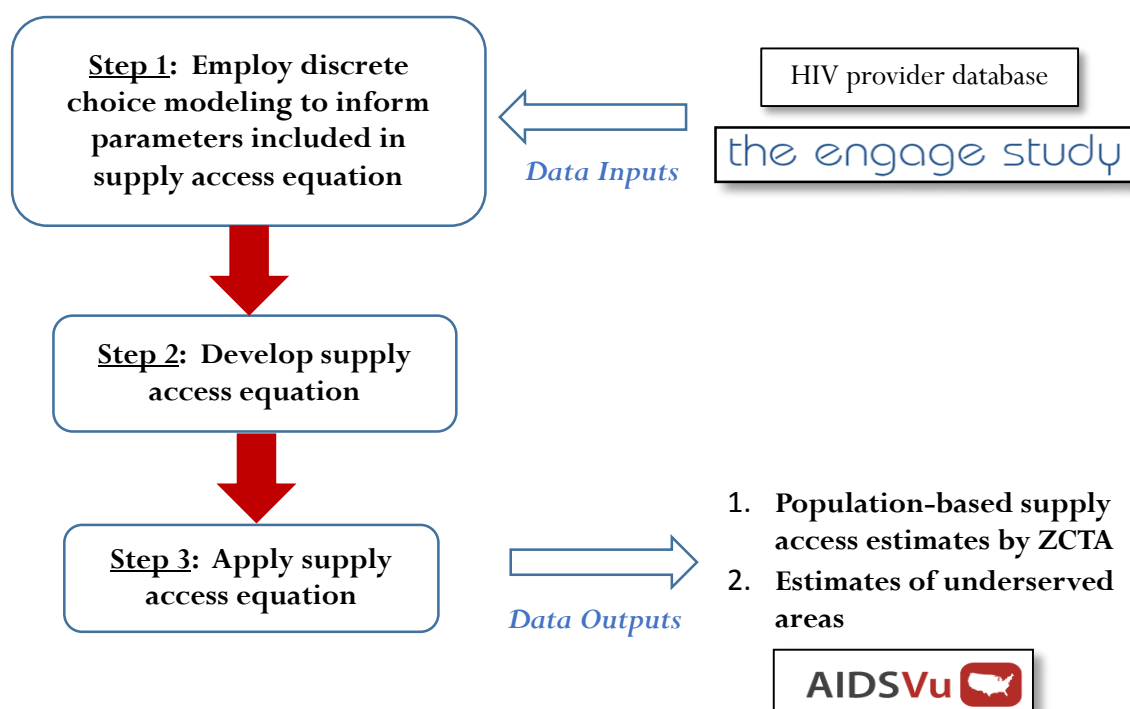 Step 1: Employ discrete
choice modeling to inform
parameters included in
supply access equation
Data Inputs
HIV provider database
the engage study
Step 2: Develop supply
access equation
Step 3: Apply supply
access equation
Data Outputs
1. Population-based supply
access estimates by ZCTA
2. Estimates of underserved
areas
AIDSVu